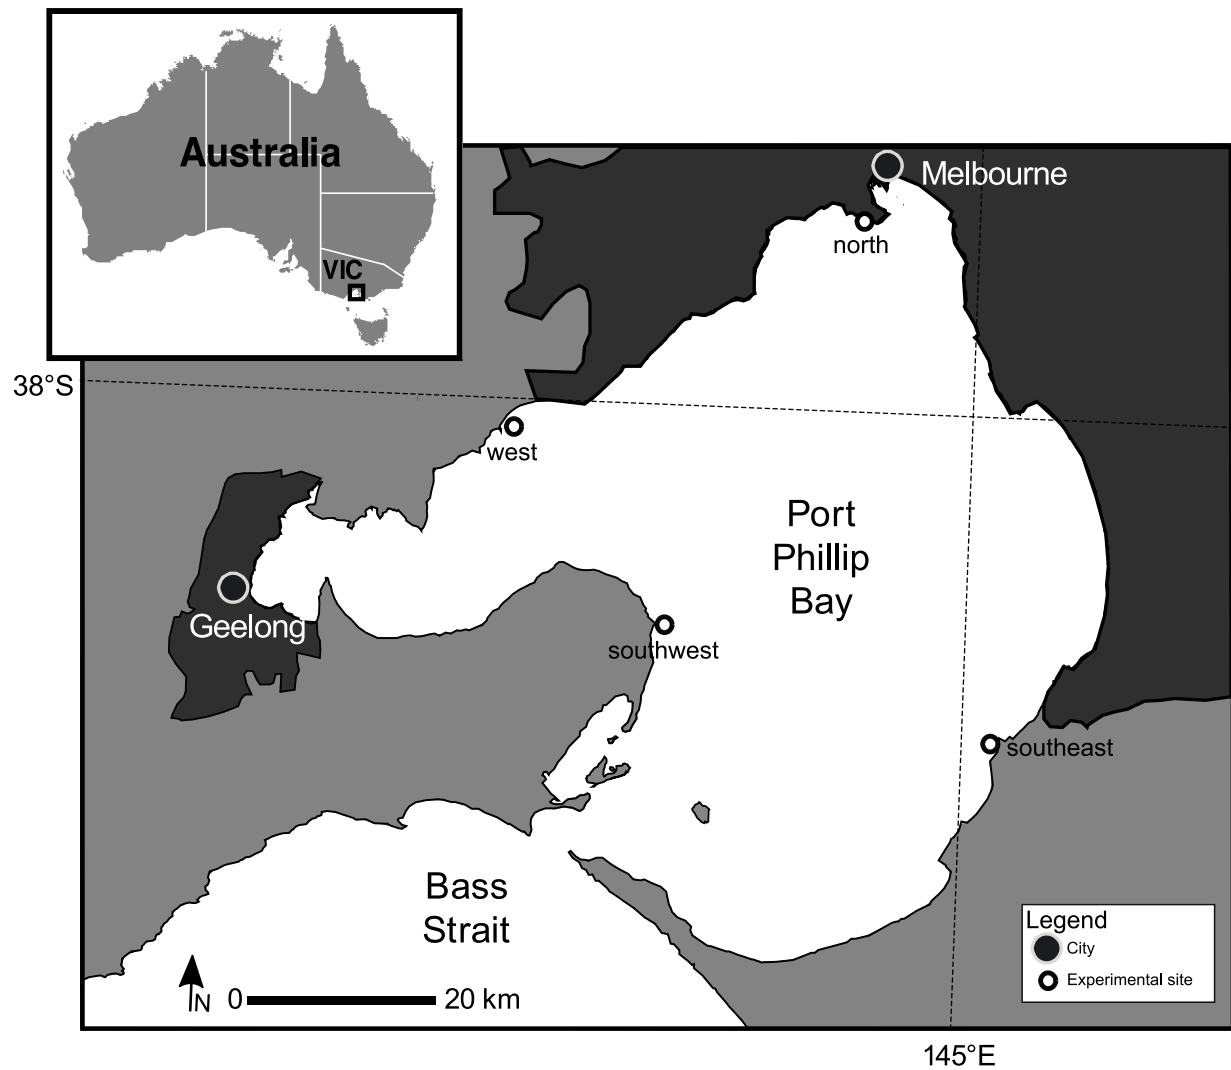 Australia
VIC
Melbourne
north
38°S
west
Port
Phillip
Bay
Geelong
southwest
southeast
Bass
Strait
Legend
City
Experimental site
N
0
20 km
145°E